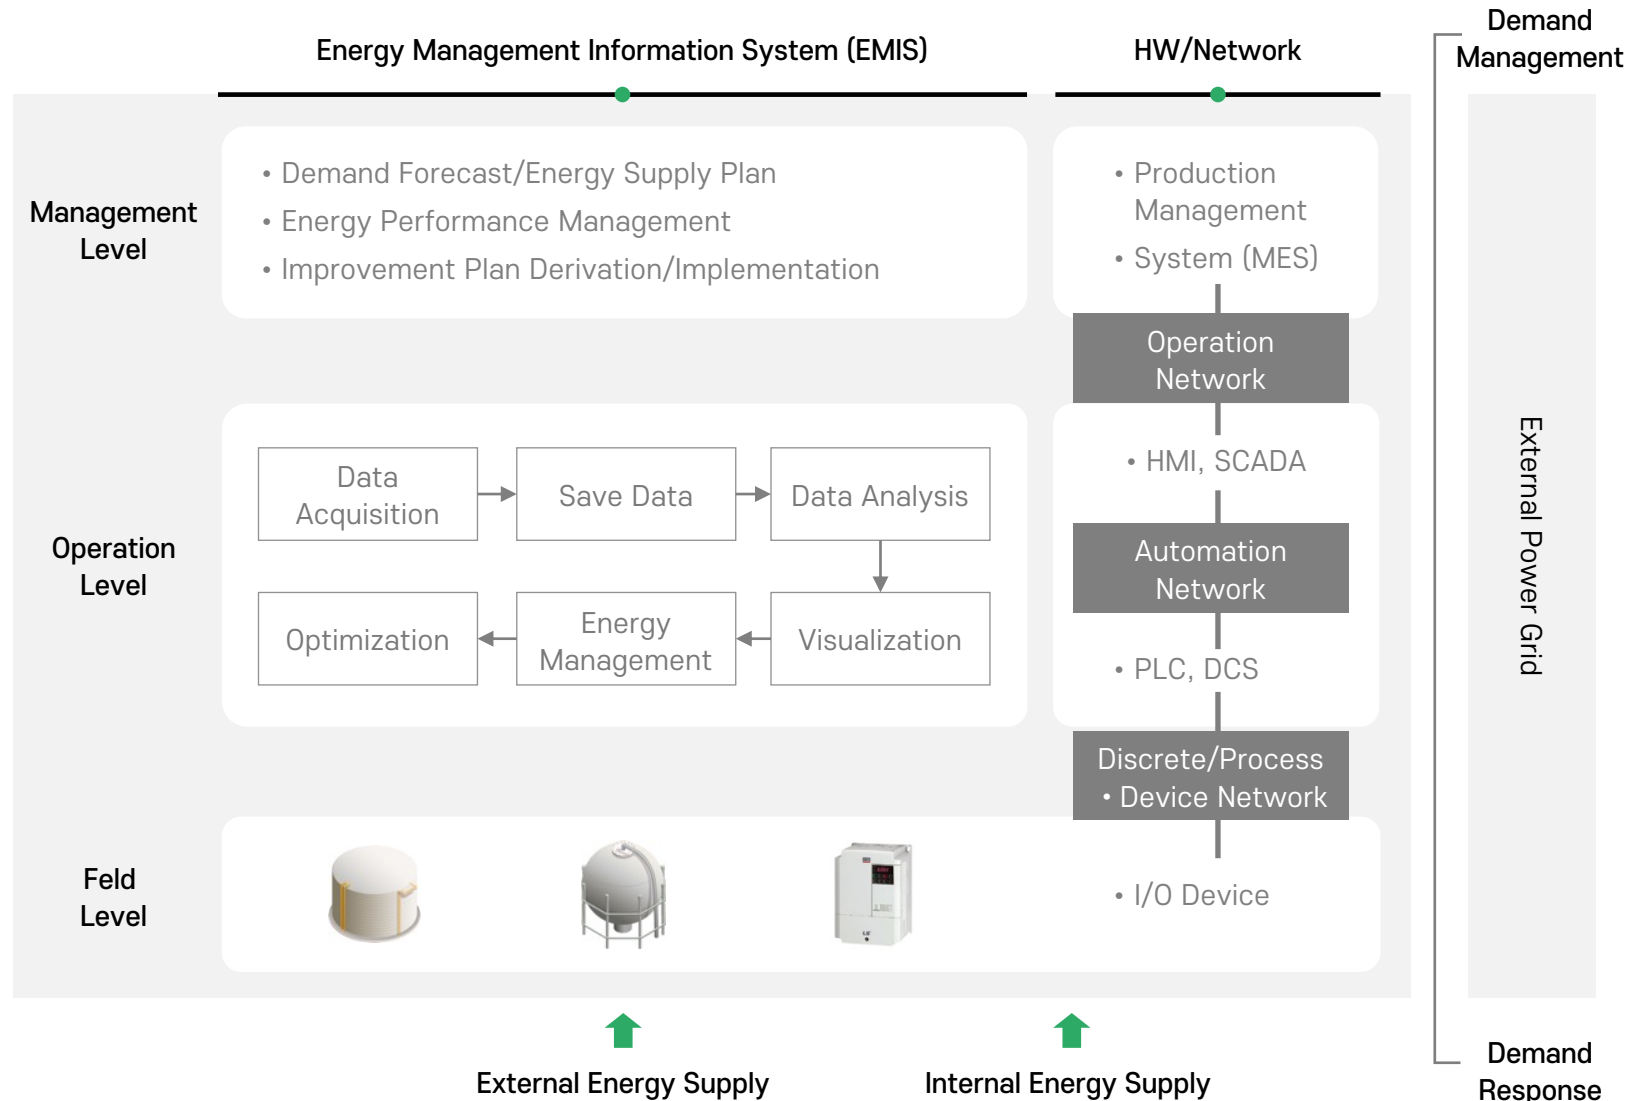 Energy Management Information System (EMIS)
HW/Network
Demand
Management
Management
Level
• Demand Forecast/Energy Supply Plan
• Energy Performance Management
• Improvement Plan Derivation/Implementation
• Production
Management
• System (MES)
Operation
Network
Operation
Level
Data
Acquisition
Save Data
Data Analysis
Optimization
Energy
Management
Visualization
• HMI, SCADA
Automation
Network
• PLC, DCS
Discrete/Process
• Device Network
Feld
Level
LS
• I/O Device
External Power Grid
External Energy Supply
Internal Energy Supply
Demand
Response